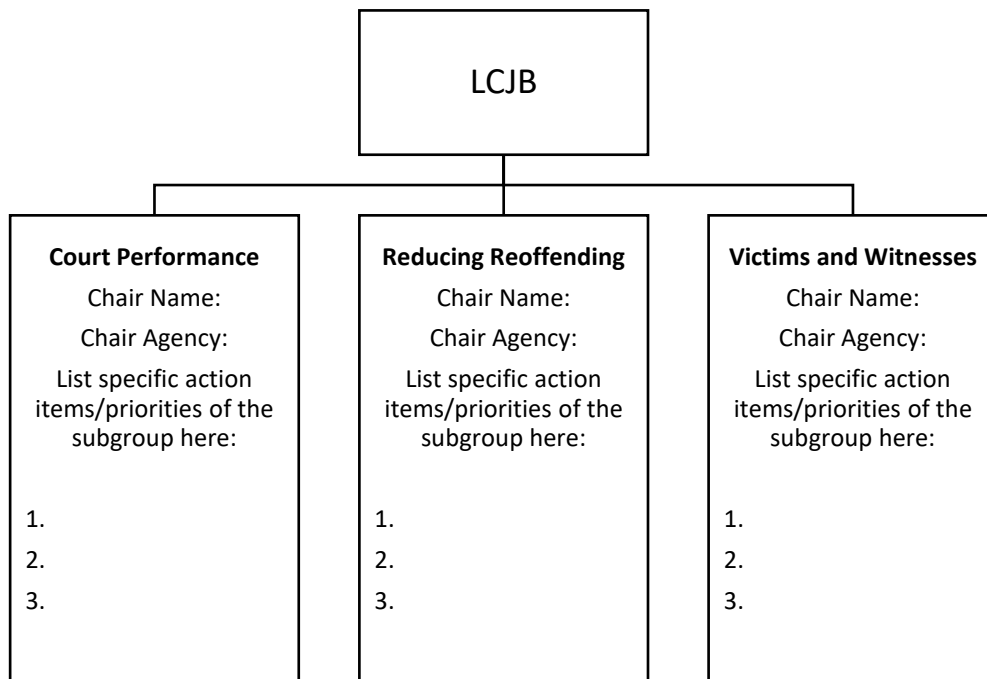 LCJB
Court Performance
Chair Name:
Chair Agency:
List specific action
items/priorities of the
subgroup here:
1.
2.
3.
Reducing Reoffending
Chair Name:
Chair Agency:
List specific action
items/priorities of the
subgroup here:
1.
2.
3.
Victims and Witnesses
Chair Name:
Chair Agency:
List specific action
items/priorities of the
subgroup here:
1.
2.
3.